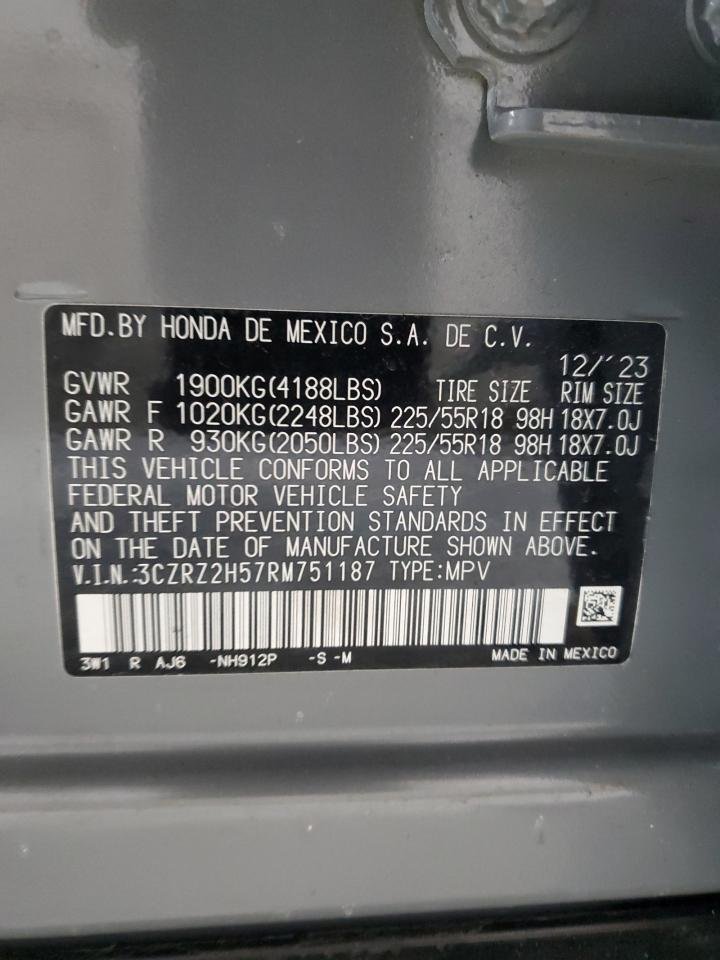 MFD.BY HONDA DE MEXICO S.A. DE C.V.
12/'23
GVWR 1900KG(4188LBS) TIRE SIZE RIM SIZE
GAWR F 1020KG(2248LBS) 225/55R18 98H 18X7.0J
GAWR R 930KG(2050LBS) 225/55R18 98H 18X7.0J
THIS VEHICLE CONFORMS TO ALL APPLICABLE
FEDERAL MOTOR VEHICLE SAFETY
AND THEFT PREVENTION STANDARDS IN EFFECT
ON THE DATE OF MANUFACTURE SHOWN ABOVE.
V.I.N.:3CZRZ2H57RM751187 TYPE:MPV
3W1 R AJ6 -NH912P -S -M MADE IN MEXICO